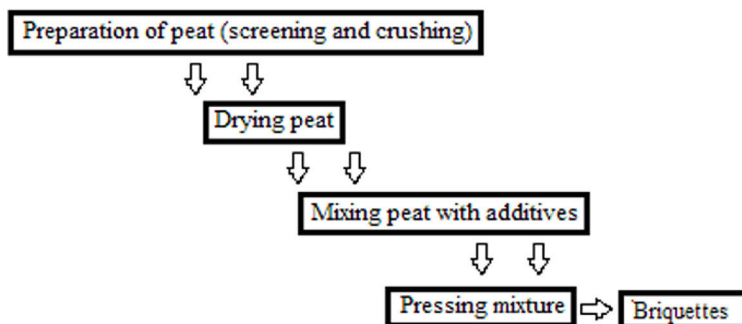 Preparation of peat (screening and crushing)
Drying peat
Mixing peat with additives
Pressing mixture
Briquettes